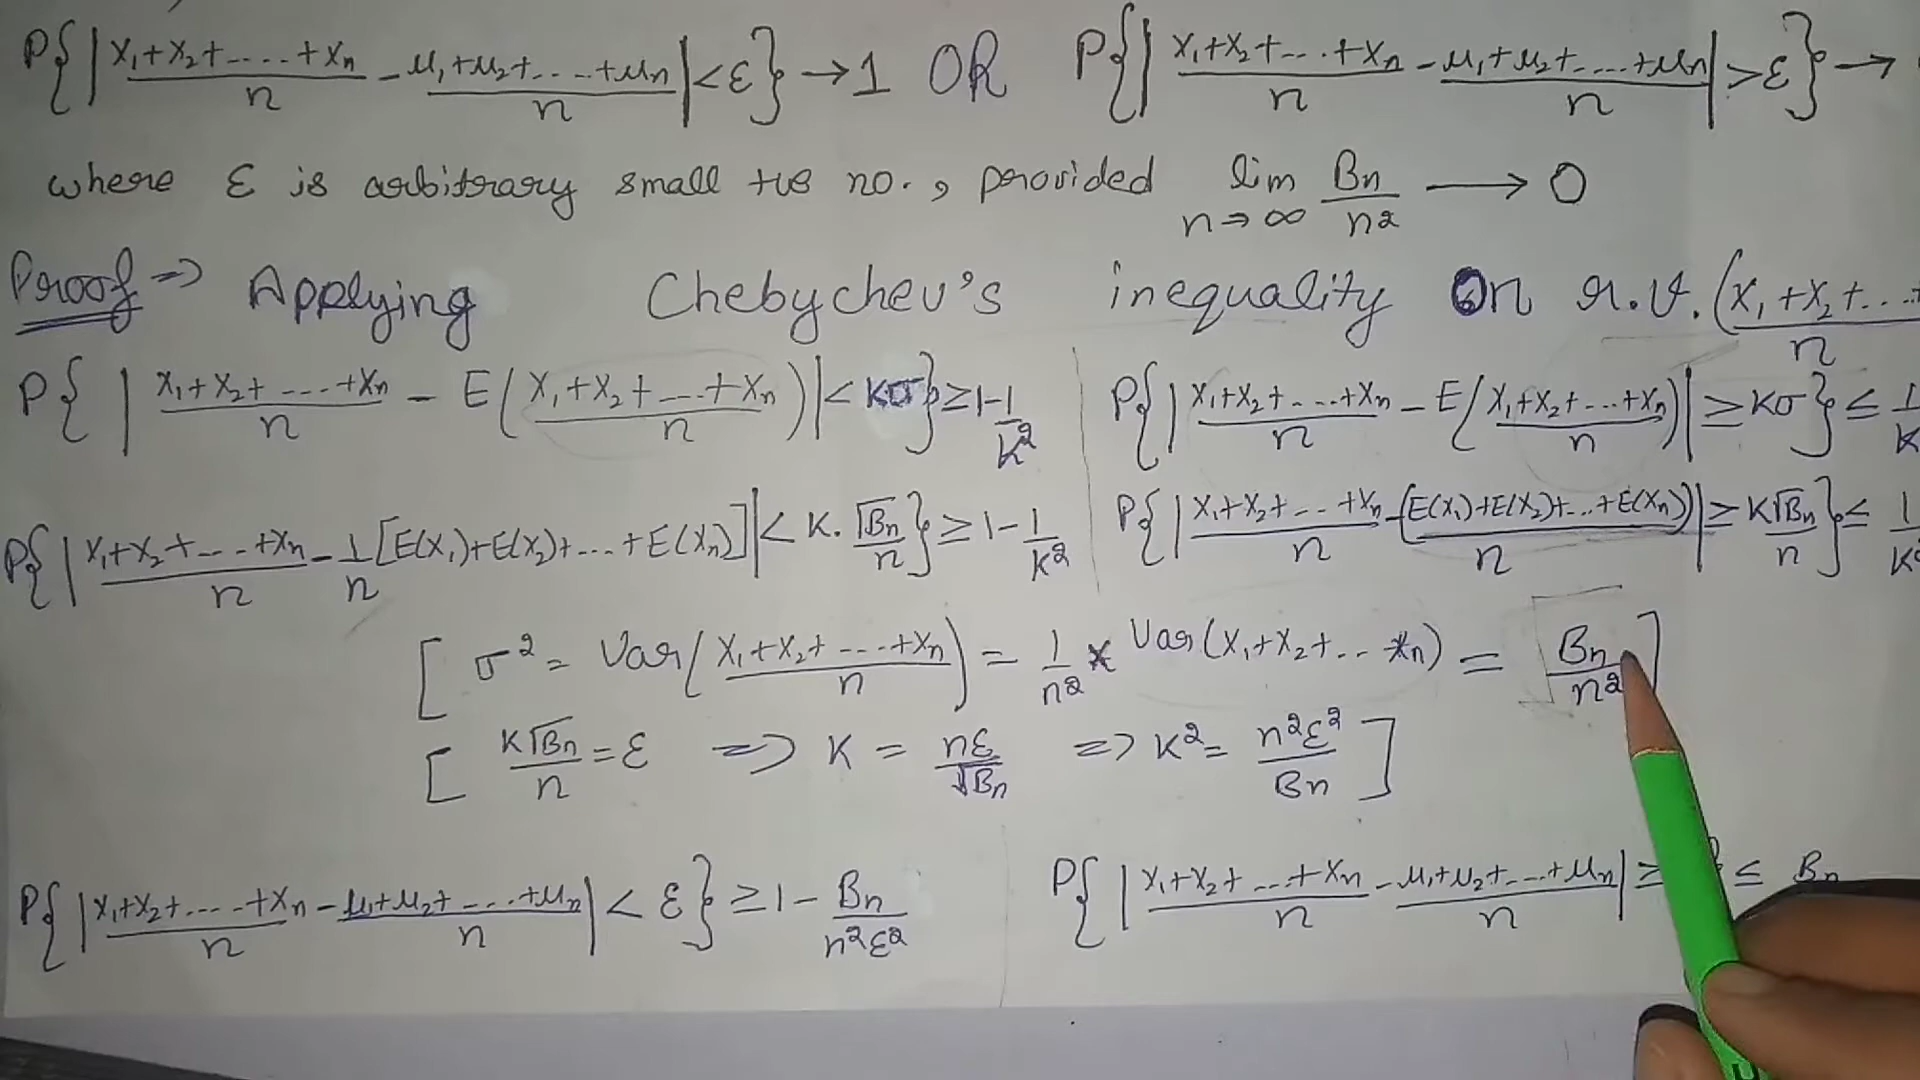 P{|X₁+X₂+.....+Xn/n - μ₁+μ₂+.....+μn/n|<ε}→1 OR P{|X₁+X₂+....+Xn/n - μ₁+μ₂+.....+μn/n|>ε}→
where ε is arbitrary small +ve no., provided lim n→∞ Bn/n² → 0
Proof ⇒ Applying Chebychev's inequality On r.v. (X₁+X₂+.../n
P{|X₁+X₂+.....+Xn/n - E(X₁+X₂+....+Xn/n)|<Kσ}≥1-1/K²
P{|X₁+X₂+....+Xn/n - E(X₁+X₂+...+Xn/n)|≥Kσ}≤1/K
P{|X₁+X₂+....+Xn/n - 1/n[E(X₁)+E(X₂)+...+E(Xn)]|<K.√Bn/n}≥1-1/K²
P{|X₁+X₂+....+Xn/n - (E(X₁)+E(X₂)+...+E(Xn))/n|≥K√Bn/n}≤1/K²
[σ² = Var(X₁+X₂+.....+Xn/n) = 1/n² × Var(X₁+X₂+... Xn) = Bn/n²]
[K√Bn/n = ε ⇒ K = nε/√Bn ⇒ K² = n²ε²/Bn]
P{|X₁+X₂+.....+Xn/n - μ₁+μ₂+.....+μn/n|<ε}≥1-Bn/n²ε²
P{|X₁+X₂+....+Xn/n - μ₁+μ₂+....+μn/n|≥ ≤ Bn